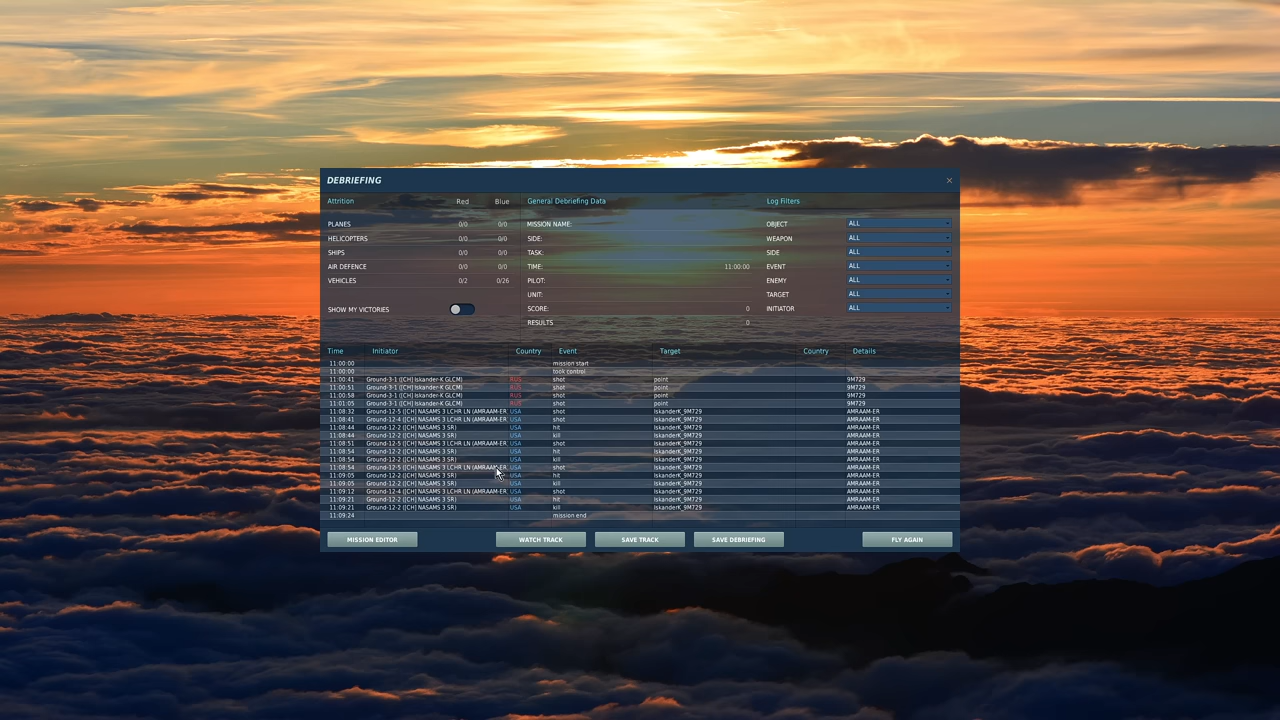 DEBRIEFING ×
Attrition Red Blue General Debriefing Data Log Filters
PLANES 0/0 0/0 MISSION NAME: OBJECT ALL
HELICOPTERS 0/0 0/0 SIDE: WEAPON ALL
SHIPS 0/0 0/0 TASK: SIDE ALL
AIR DEFENCE 0/0 0/0 TIME: 11:00:00 EVENT ALL
VEHICLES 0/2 0/26 PILOT: ENEMY ALL
UNIT: TARGET ALL
SHOW MY VICTORIES SCORE: 0 INITIATOR ALL
RESULTS 0
Time Initiator Country Event Target Country Details
11:00:00 mission start
11:00:00 took control
11:00:41 Ground-3-1 ([CH] Iskander-K GLCM) RUS shot point 9M729
11:00:51 Ground-3-1 ([CH] Iskander-K GLCM) RUS shot point 9M729
11:00:58 Ground-3-1 ([CH] Iskander-K GLCM) RUS shot point 9M729
11:01:05 Ground-3-1 ([CH] Iskander-K GLCM) RUS shot point 9M729
11:08:32 Ground-12-5 ([CH] NASAMS 3 LCHR LN (AMRAAM-ER USA shot IskanderK_9M729 AMRAAM-ER
11:08:41 Ground-12-4 ([CH] NASAMS 3 LCHR LN (AMRAAM-ER USA shot IskanderK_9M729 AMRAAM-ER
11:08:44 Ground-12-2 ([CH] NASAMS 3 SR) USA hit IskanderK_9M729 AMRAAM-ER
11:08:44 Ground-12-2 ([CH] NASAMS 3 SR) USA kill IskanderK_9M729 AMRAAM-ER
11:08:51 Ground-12-5 ([CH] NASAMS 3 LCHR LN (AMRAAM-ER USA shot IskanderK_9M729 AMRAAM-ER
11:08:54 Ground-12-2 ([CH] NASAMS 3 SR) USA hit IskanderK_9M729 AMRAAM-ER
11:08:54 Ground-12-2 ([CH] NASAMS 3 SR) USA kill IskanderK_9M729 AMRAAM-ER
11:08:54 Ground-12-5 ([CH] NASAMS 3 LCHR LN (AMRAAM-ER USA shot IskanderK_9M729 AMRAAM-ER
11:09:05 Ground-12-2 ([CH] NASAMS 3 SR) USA hit IskanderK_9M729 AMRAAM-ER
11:09:05 Ground-12-2 ([CH] NASAMS 3 SR) USA kill IskanderK_9M729 AMRAAM-ER
11:09:12 Ground-12-4 ([CH] NASAMS 3 LCHR LN (AMRAAM-ER USA shot IskanderK_9M729 AMRAAM-ER
11:09:21 Ground-12-2 ([CH] NASAMS 3 SR) USA hit IskanderK_9M729 AMRAAM-ER
11:09:21 Ground-12-2 ([CH] NASAMS 3 SR) USA kill IskanderK_9M729 AMRAAM-ER
11:09:24 mission end
MISSION EDITOR WATCH TRACK SAVE TRACK SAVE DEBRIEFING FLY AGAIN